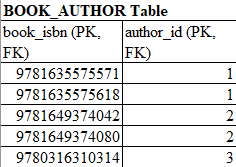 BOOK_AUTHOR Table
book_isbn (PK, author_id (PK,
FK) FK)
9781635575571 1
9781635575618 1
9781649374042 2
9781649374080 2
9780316310314 3